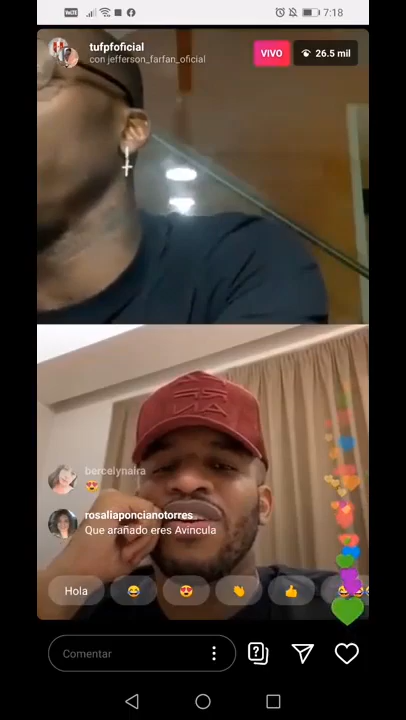 7:18
tufpfoficial
con jefferson_farfan_oficial
VIVO
26.5 mil
bercelynaira
rosaliaponcianotorres
Que arañado eres Avincula
Hola
Comentar